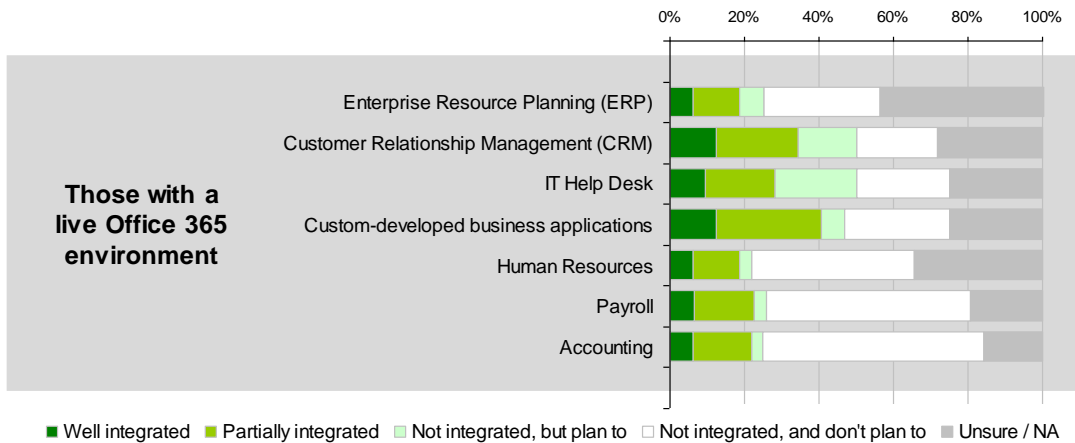 0% 20% 40% 60% 80% 100%
Enterprise Resource Planning (ERP)
Customer Relationship Management (CRM)
IT Help Desk
Custom-developed business applications
Human Resources
Payroll
Accounting
Those with a
live Office 365
environment
Well integrated Partially integrated Not integrated, but plan to Not integrated, and don't plan to Unsure / NA